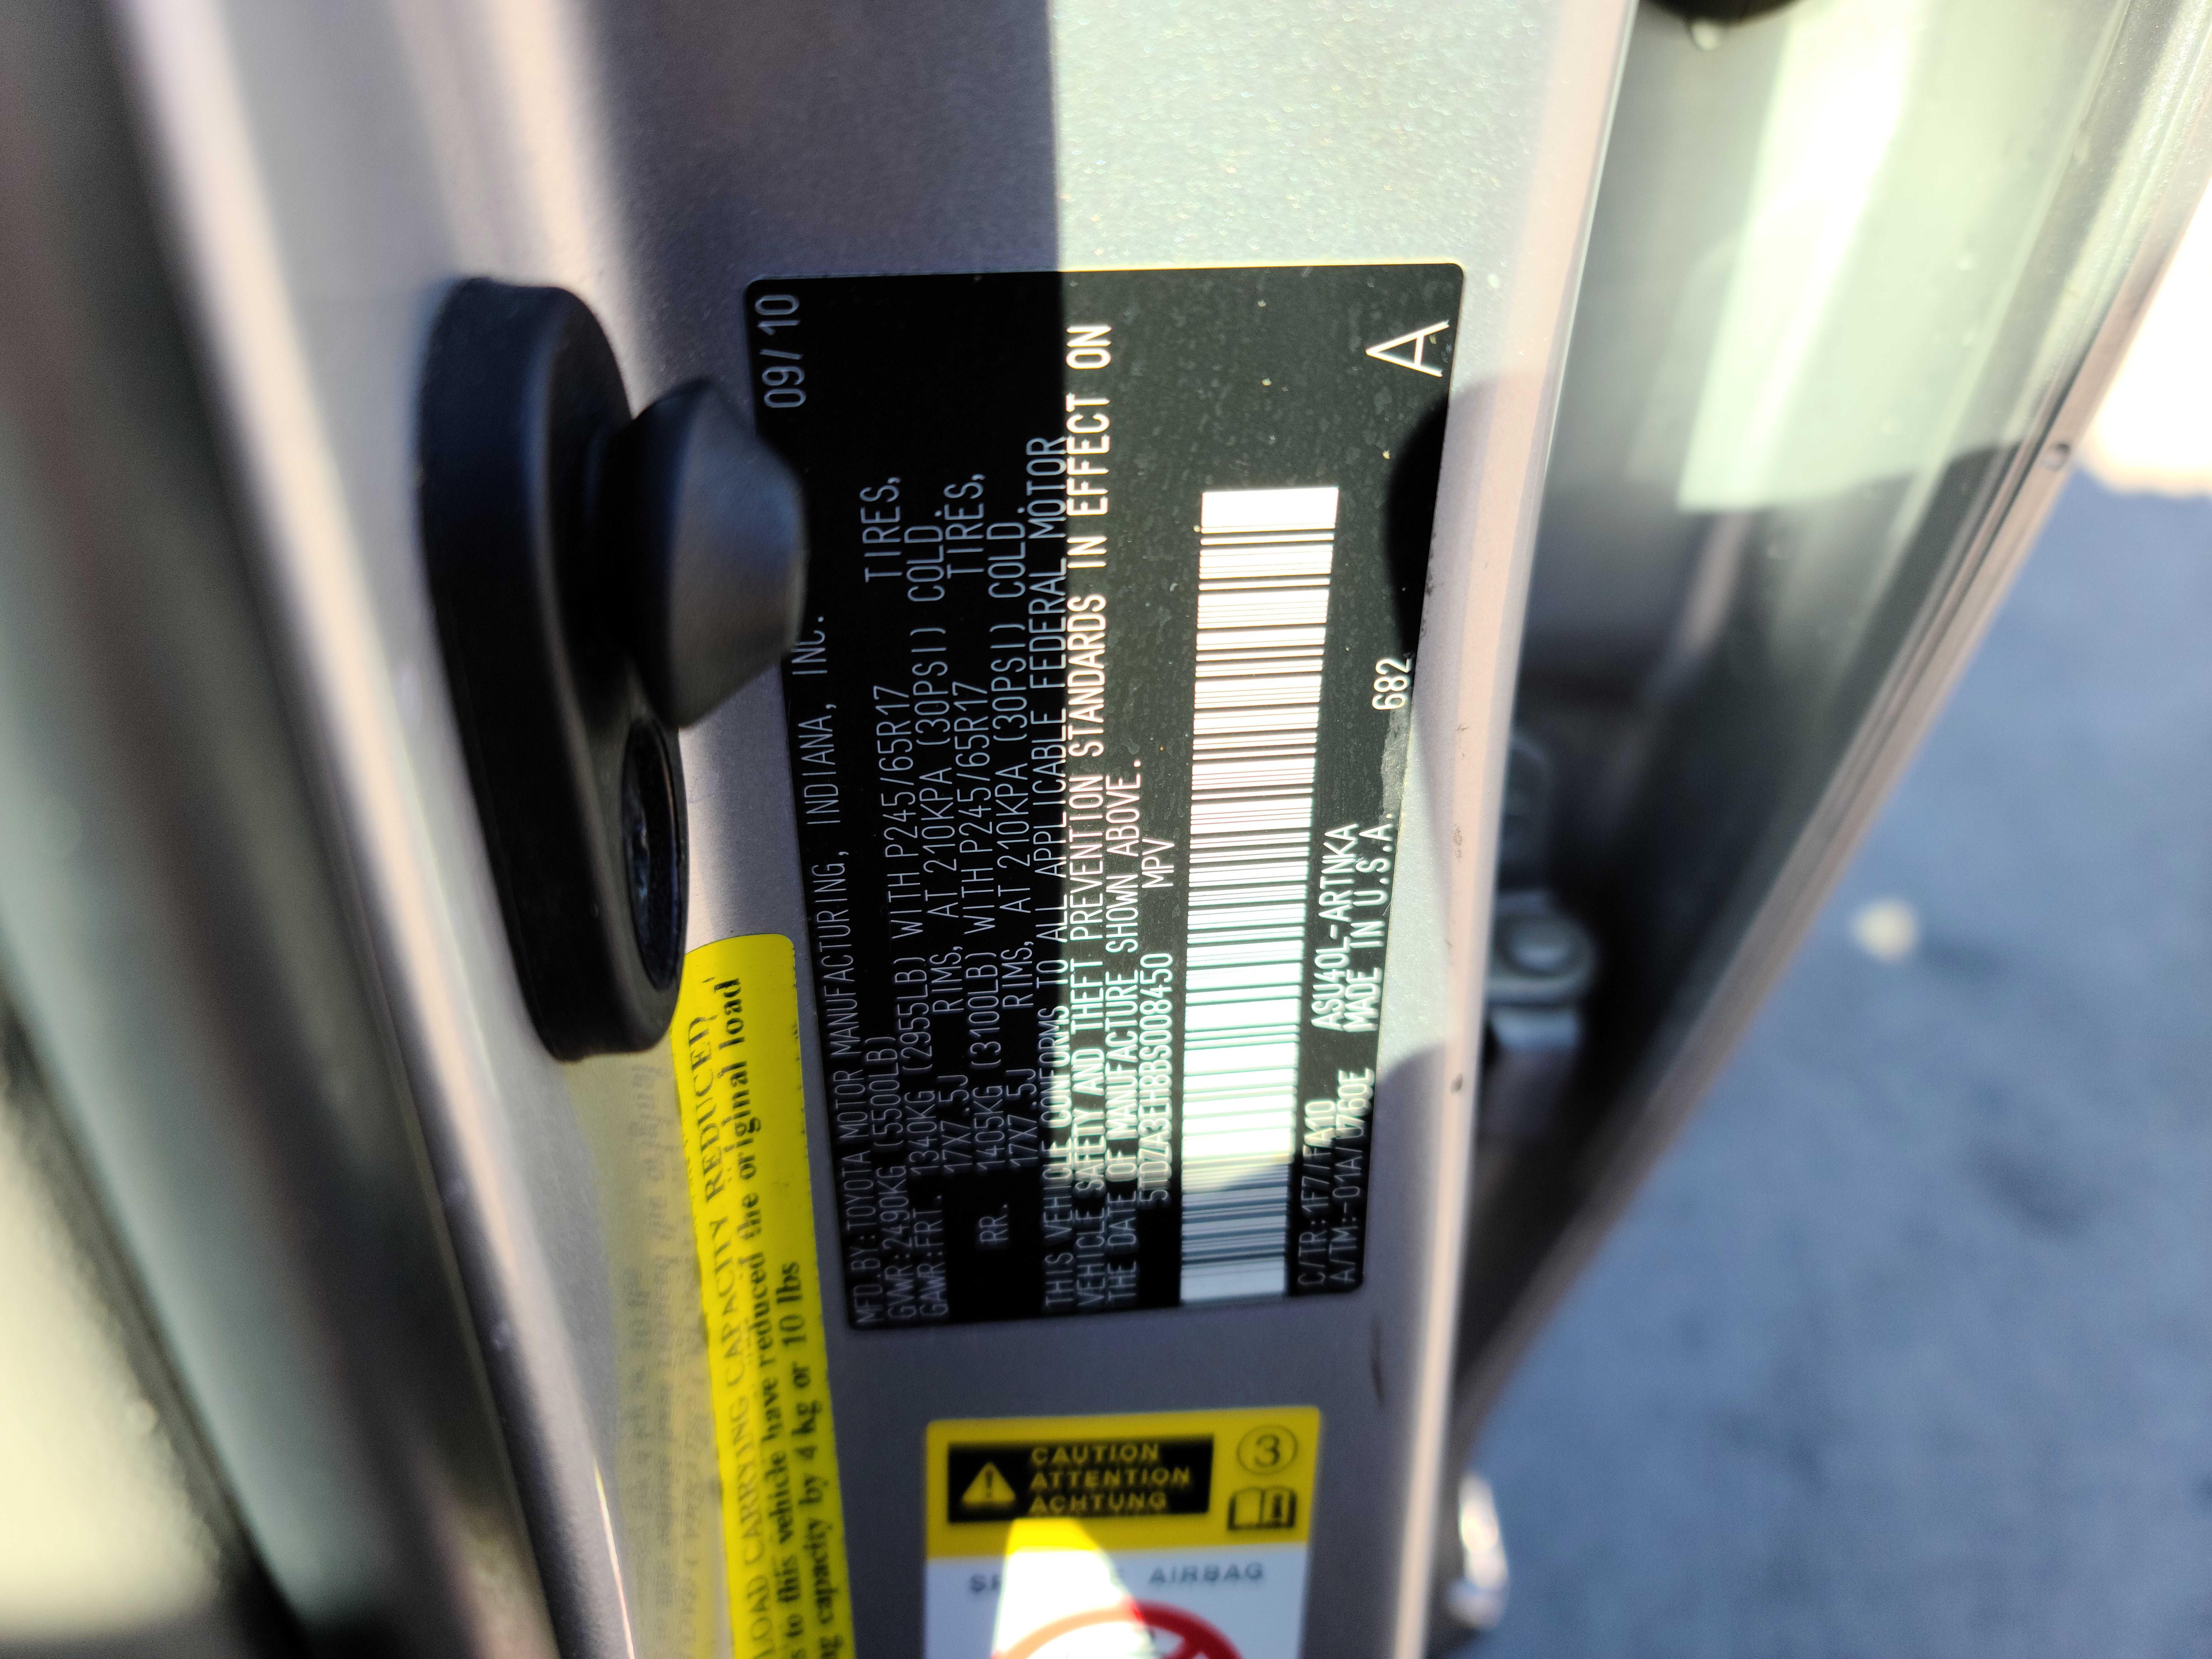 09/10
MFD.BY:TOYOTA MOTOR MANUFACTURING, INDIANA, INC.
GVWR:2490KG (5500LB)
GAWR:FRT. 1340KG (2955LB) WITH P245/65R17 TIRES,
17X7.5J RIMS, AT 210KPA (30PSI) COLD.
RR. 1405KG (3100LB) WITH P245/65R17 TIRES,
17X7.5J RIMS, AT 210KPA (30PSI) COLD.
THIS VEHICLE CONFORMS TO ALL APPLICABLE FEDERAL MOTOR
VEHICLE SAFETY AND THEFT PREVENTION STANDARDS IN EFFECT ON
THE DATE OF MANUFACTURE SHOWN ABOVE.
5TDZA3EH8BS008450 MPV
C/TR:1F7/FA10 ASU40L-ARTNKA
A/TM:-01A/U760E MADE IN U.S.A. 682
A
LOAD CARRYING CAPACITY REDUCED
to this vehicle have reduced the original load
capacity by 4 kg or 10 lbs
CAUTION
ATTENTION
ACHTUNG
3
AIRBAG